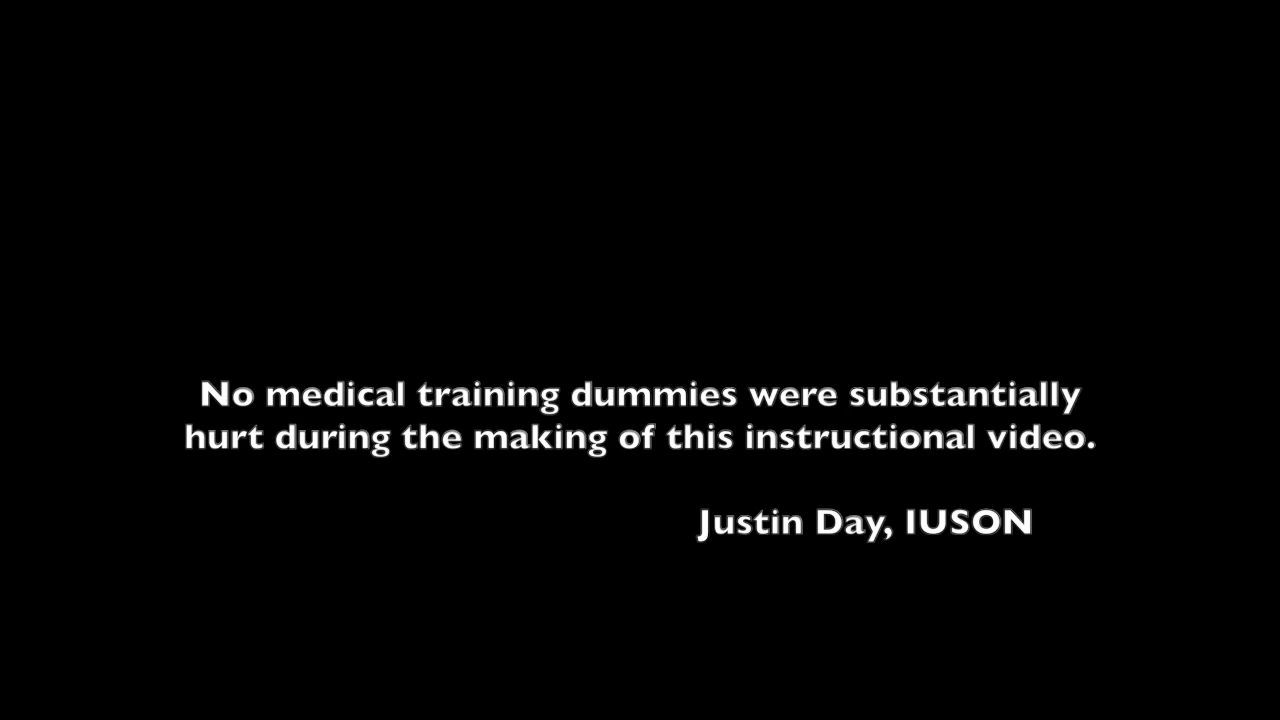 No medical training dummies were substantially
hurt during the making of this instructional video.
Justin Day, IUSON